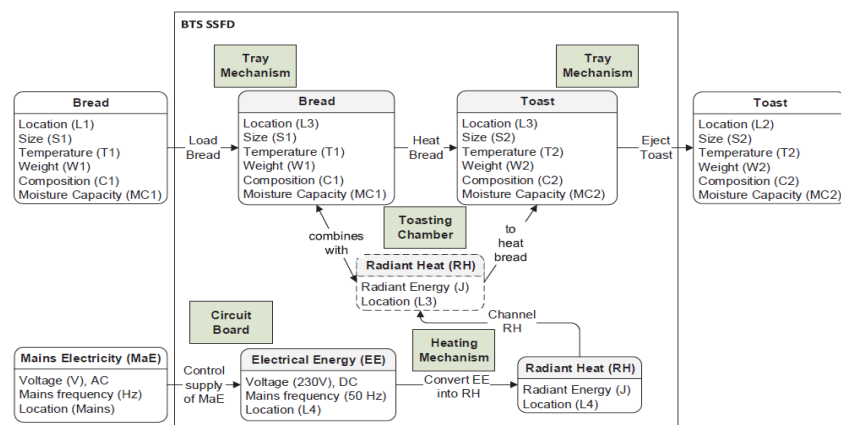 BTS SSFD
Tray
Mechanism
Tray
Mechanism
Bread
Location (L1)
Size (S1)
Temperature (T1)
Weight (W1)
Composition (C1)
Moisture Capacity (MC1)
Load
Bread
Bread
Location (L3)
Size (S1)
Temperature (T1)
Weight (W1)
Composition (C1)
Moisture Capacity (MC1)
Heat
Bread
Toast
Location (L3)
Size (S2)
Temperature (T2)
Weight (W2)
Composition (C2)
Moisture Capacity (MC2)
Eject
Toast
Toast
Location (L2)
Size (S2)
Temperature (T2)
Weight (W2)
Composition (C2)
Moisture Capacity (MC2)
Toasting
Chamber
combines
with
to
heat
bread
Radiant Heat (RH)
Radiant Energy (J)
Location (L3)
Channel
RH
Circuit
Board
Heating
Mechanism
Mains Electricity (MaE)
Voltage (V), AC
Mains frequency (Hz)
Location (Mains)
Control
supply
of MaE
Electrical Energy (EE)
Voltage (230V), DC
Mains frequency (50 Hz)
Location (L4)
Convert EE
into RH
Radiant Heat (RH)
Radiant Energy (J)
Location (L4)